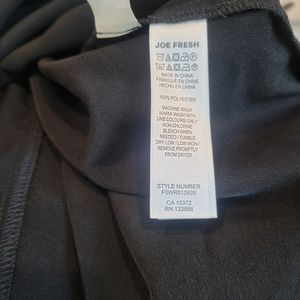 JOE FRESH
MADE IN CHINA
FABRIQUÉ EN CHINE
HECHO EN CHINA
100% POLYESTER
MACHINE WASH
WARM WASH WITH
LIKE COLOURS ONLY
NON-CHLORINE
BLEACH WHEN
NEEDED / TUMBLE
DRY LOW / LOW IRON /
REMOVE PROMPTLY
FROM DRYER
STYLE NUMBER
F0WR010939
CA 15372
RN 133886